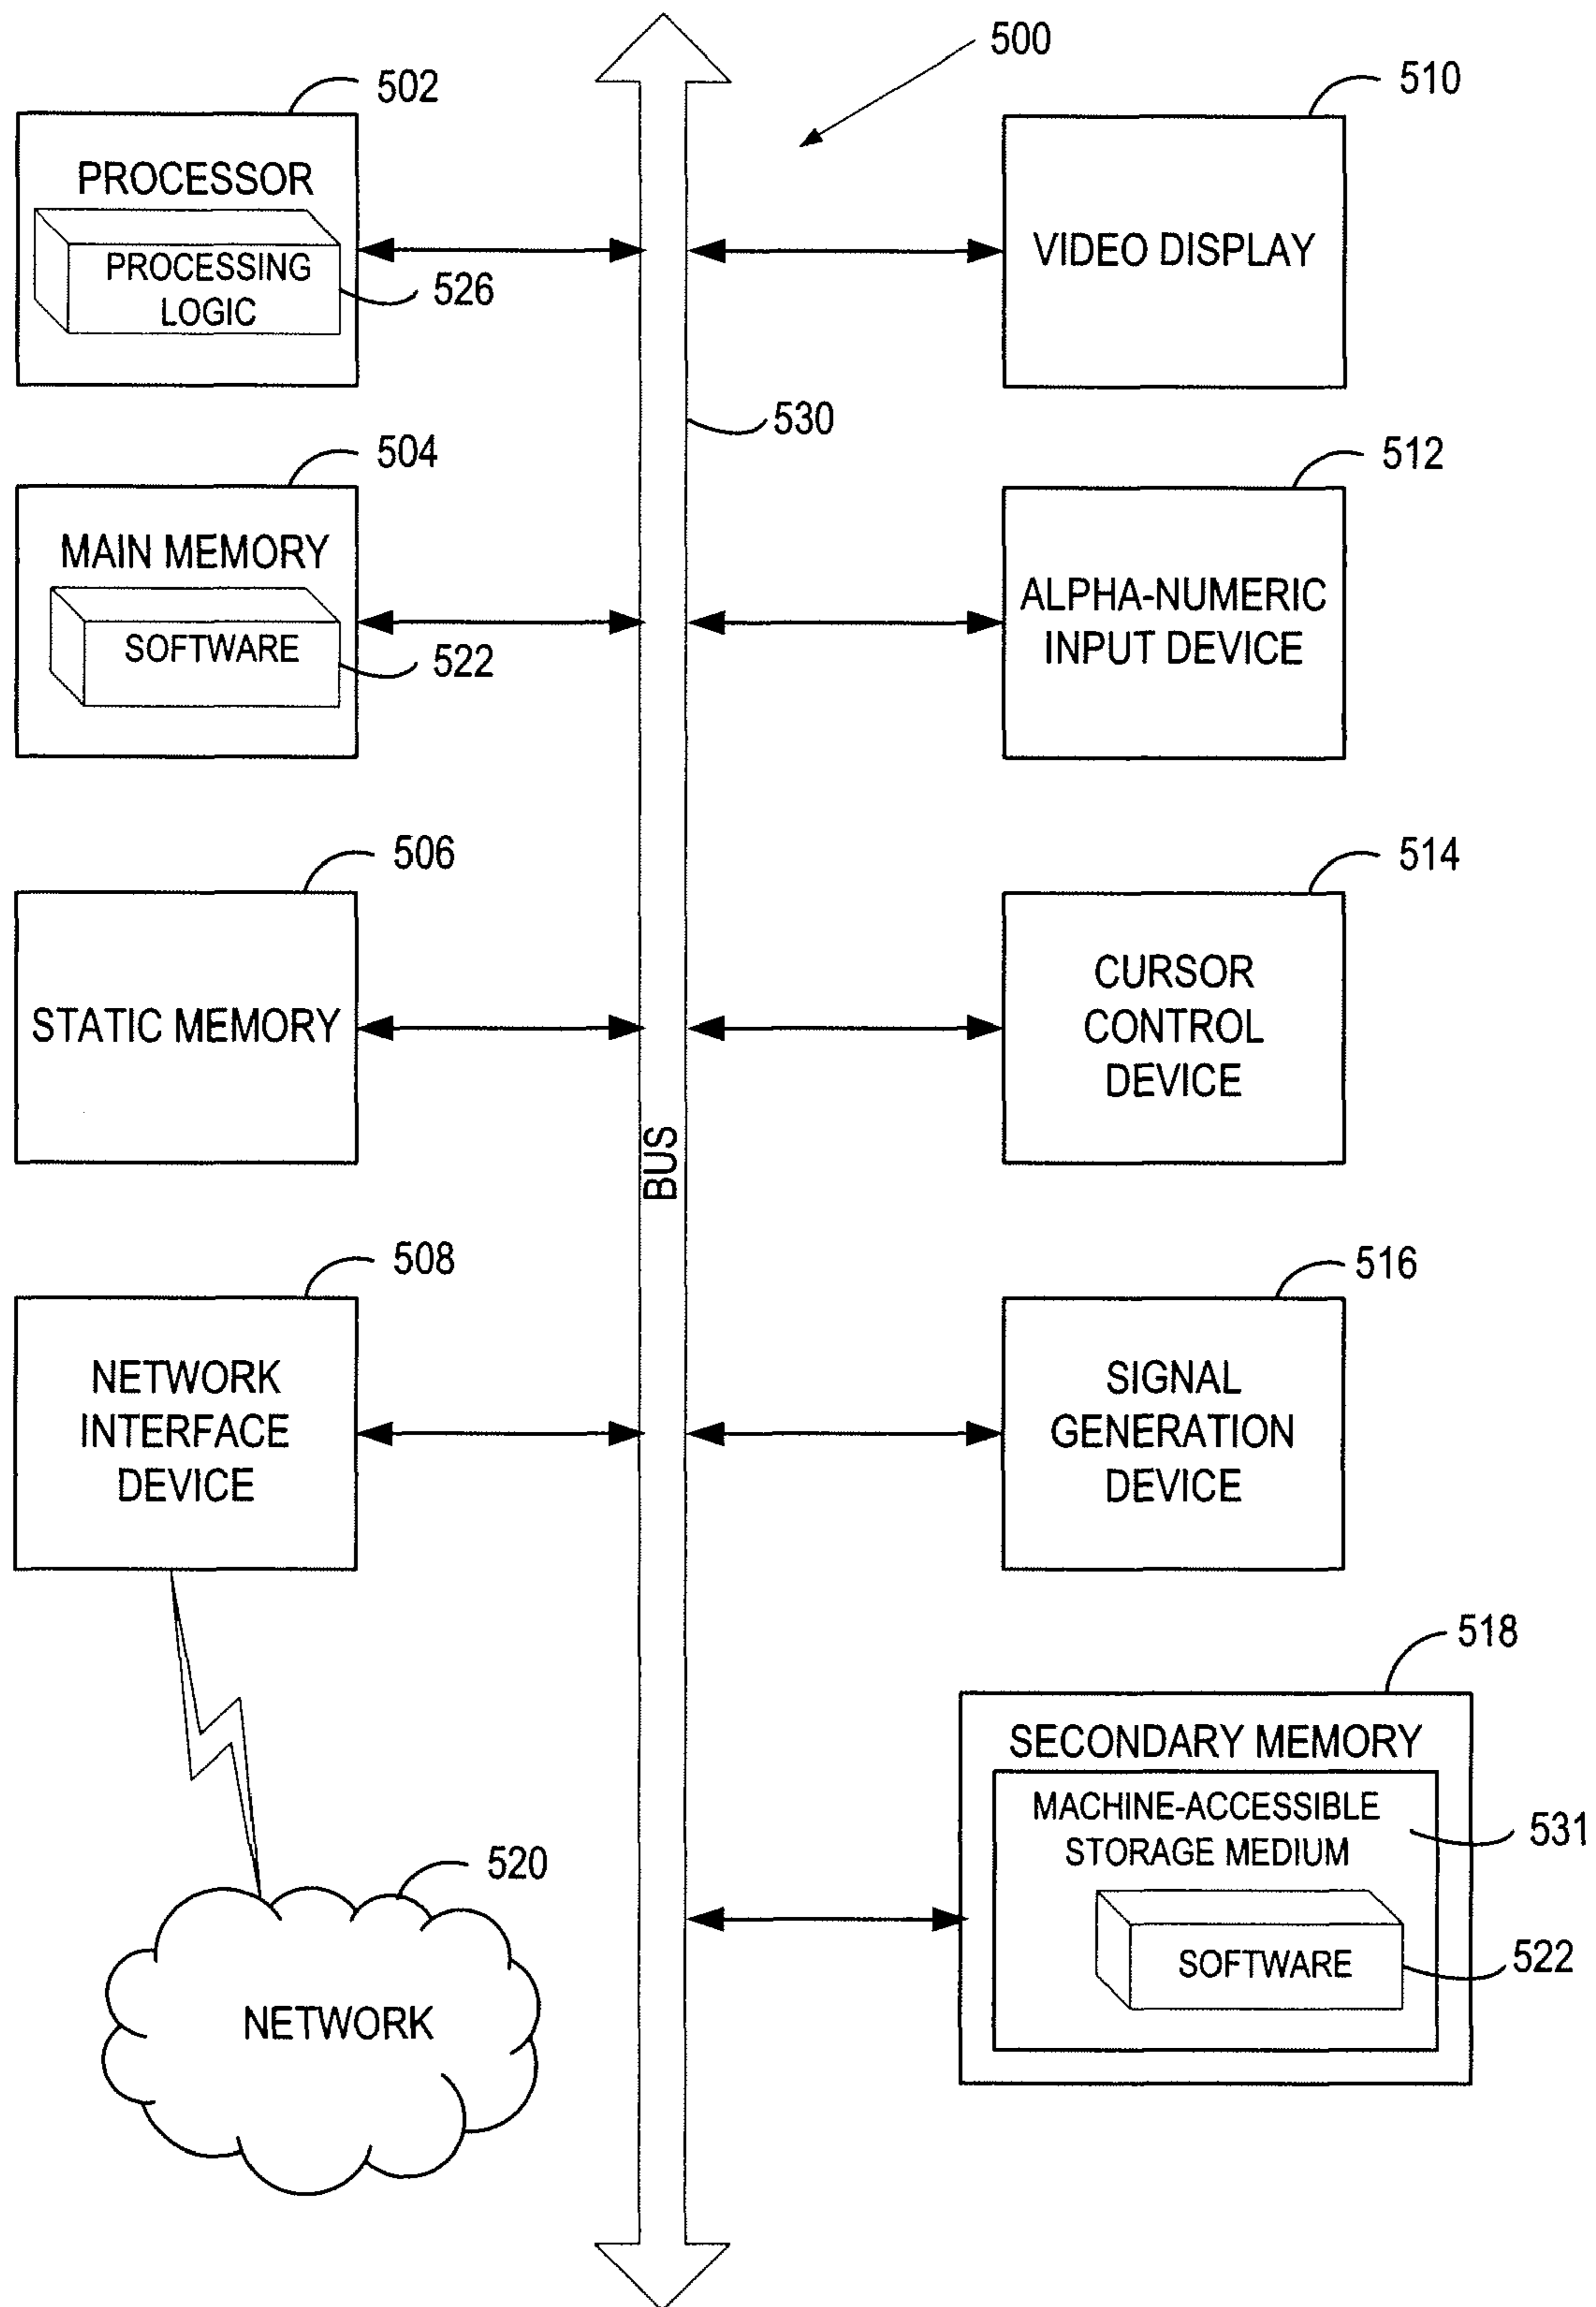 500
502
510
PROCESSOR
PROCESSING
LOGIC
526
VIDEO DISPLAY
530
504
512
MAIN MEMORY
SOFTWARE
522
ALPHA-NUMERIC
INPUT DEVICE
506
514
STATIC MEMORY
CURSOR
CONTROL
DEVICE
BUS
508
516
NETWORK
INTERFACE
DEVICE
SIGNAL
GENERATION
DEVICE
518
SECONDARY MEMORY
MACHINE-ACCESSIBLE
STORAGE MEDIUM
531
520
SOFTWARE
522
NETWORK